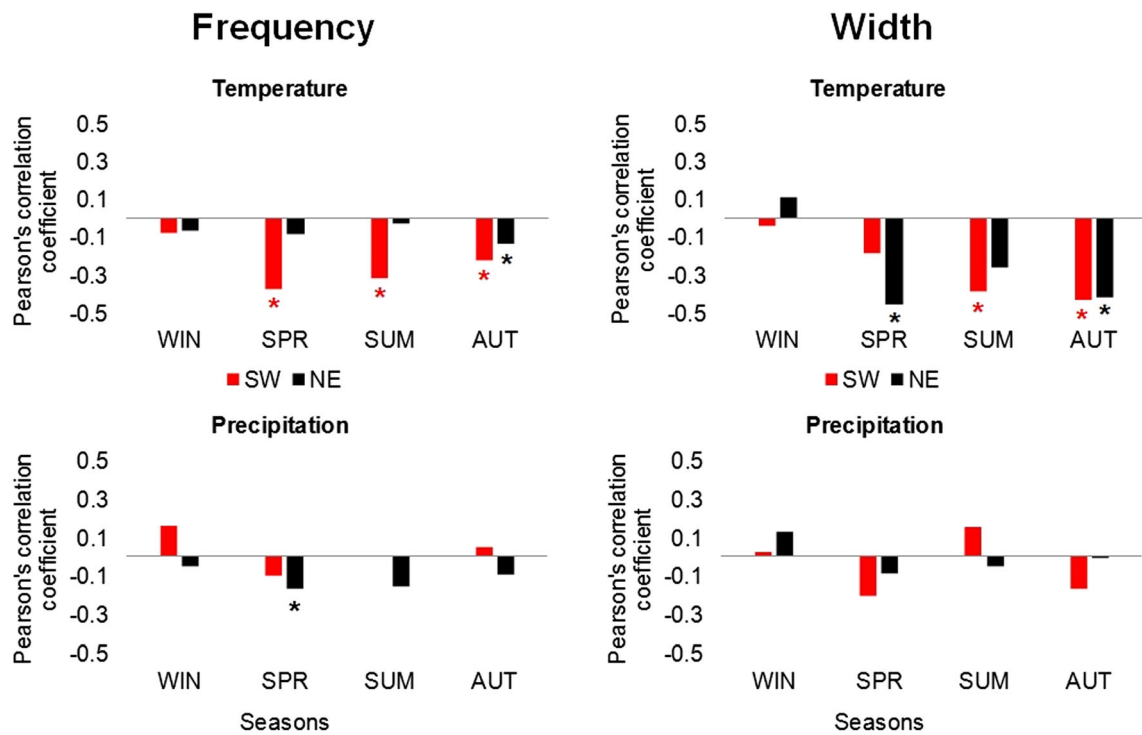 Frequency
Width
Temperature
Pearson's correlation
coefficient
0.5
0.3
0.1
-0.1
-0.3
-0.5
*
*
*
*
WIN SPR SUM AUT
SW NE
Temperature
Pearson's correlation
coefficient
0.5
0.3
0.1
-0.1
-0.3
-0.5
*
*
*
*
WIN SPR SUM AUT
SW NE
Precipitation
Pearson's correlation
coefficient
0.5
0.3
0.1
-0.1
-0.3
-0.5
*
WIN SPR SUM AUT
Seasons
Precipitation
Pearson's correlation
coefficient
0.5
0.3
0.1
-0.1
-0.3
-0.5
WIN SPR SUM AUT
Seasons